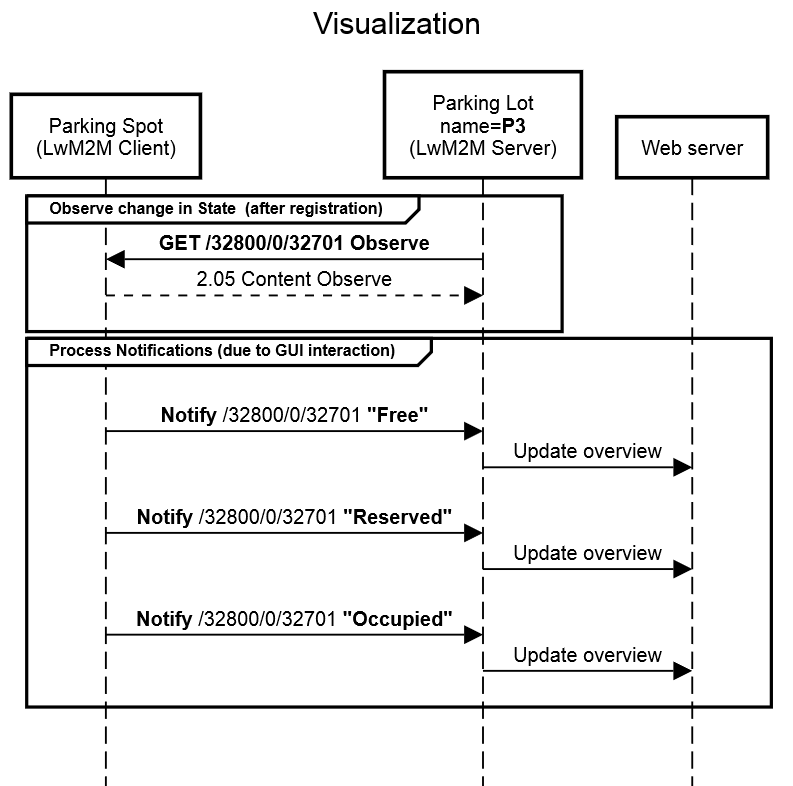 Visualization
Parking Spot
(LwM2M Client)
Parking Lot
name=P3
(LwM2M Server)
Web server
Observe change in State (after registration)
GET /32800/0/32701 Observe
2.05 Content Observe
Process Notifications (due to GUI interaction)
Notify /32800/0/32701 "Free"
Update overview
Notify /32800/0/32701 "Reserved"
Update overview
Notify /32800/0/32701 "Occupied"
Update overview